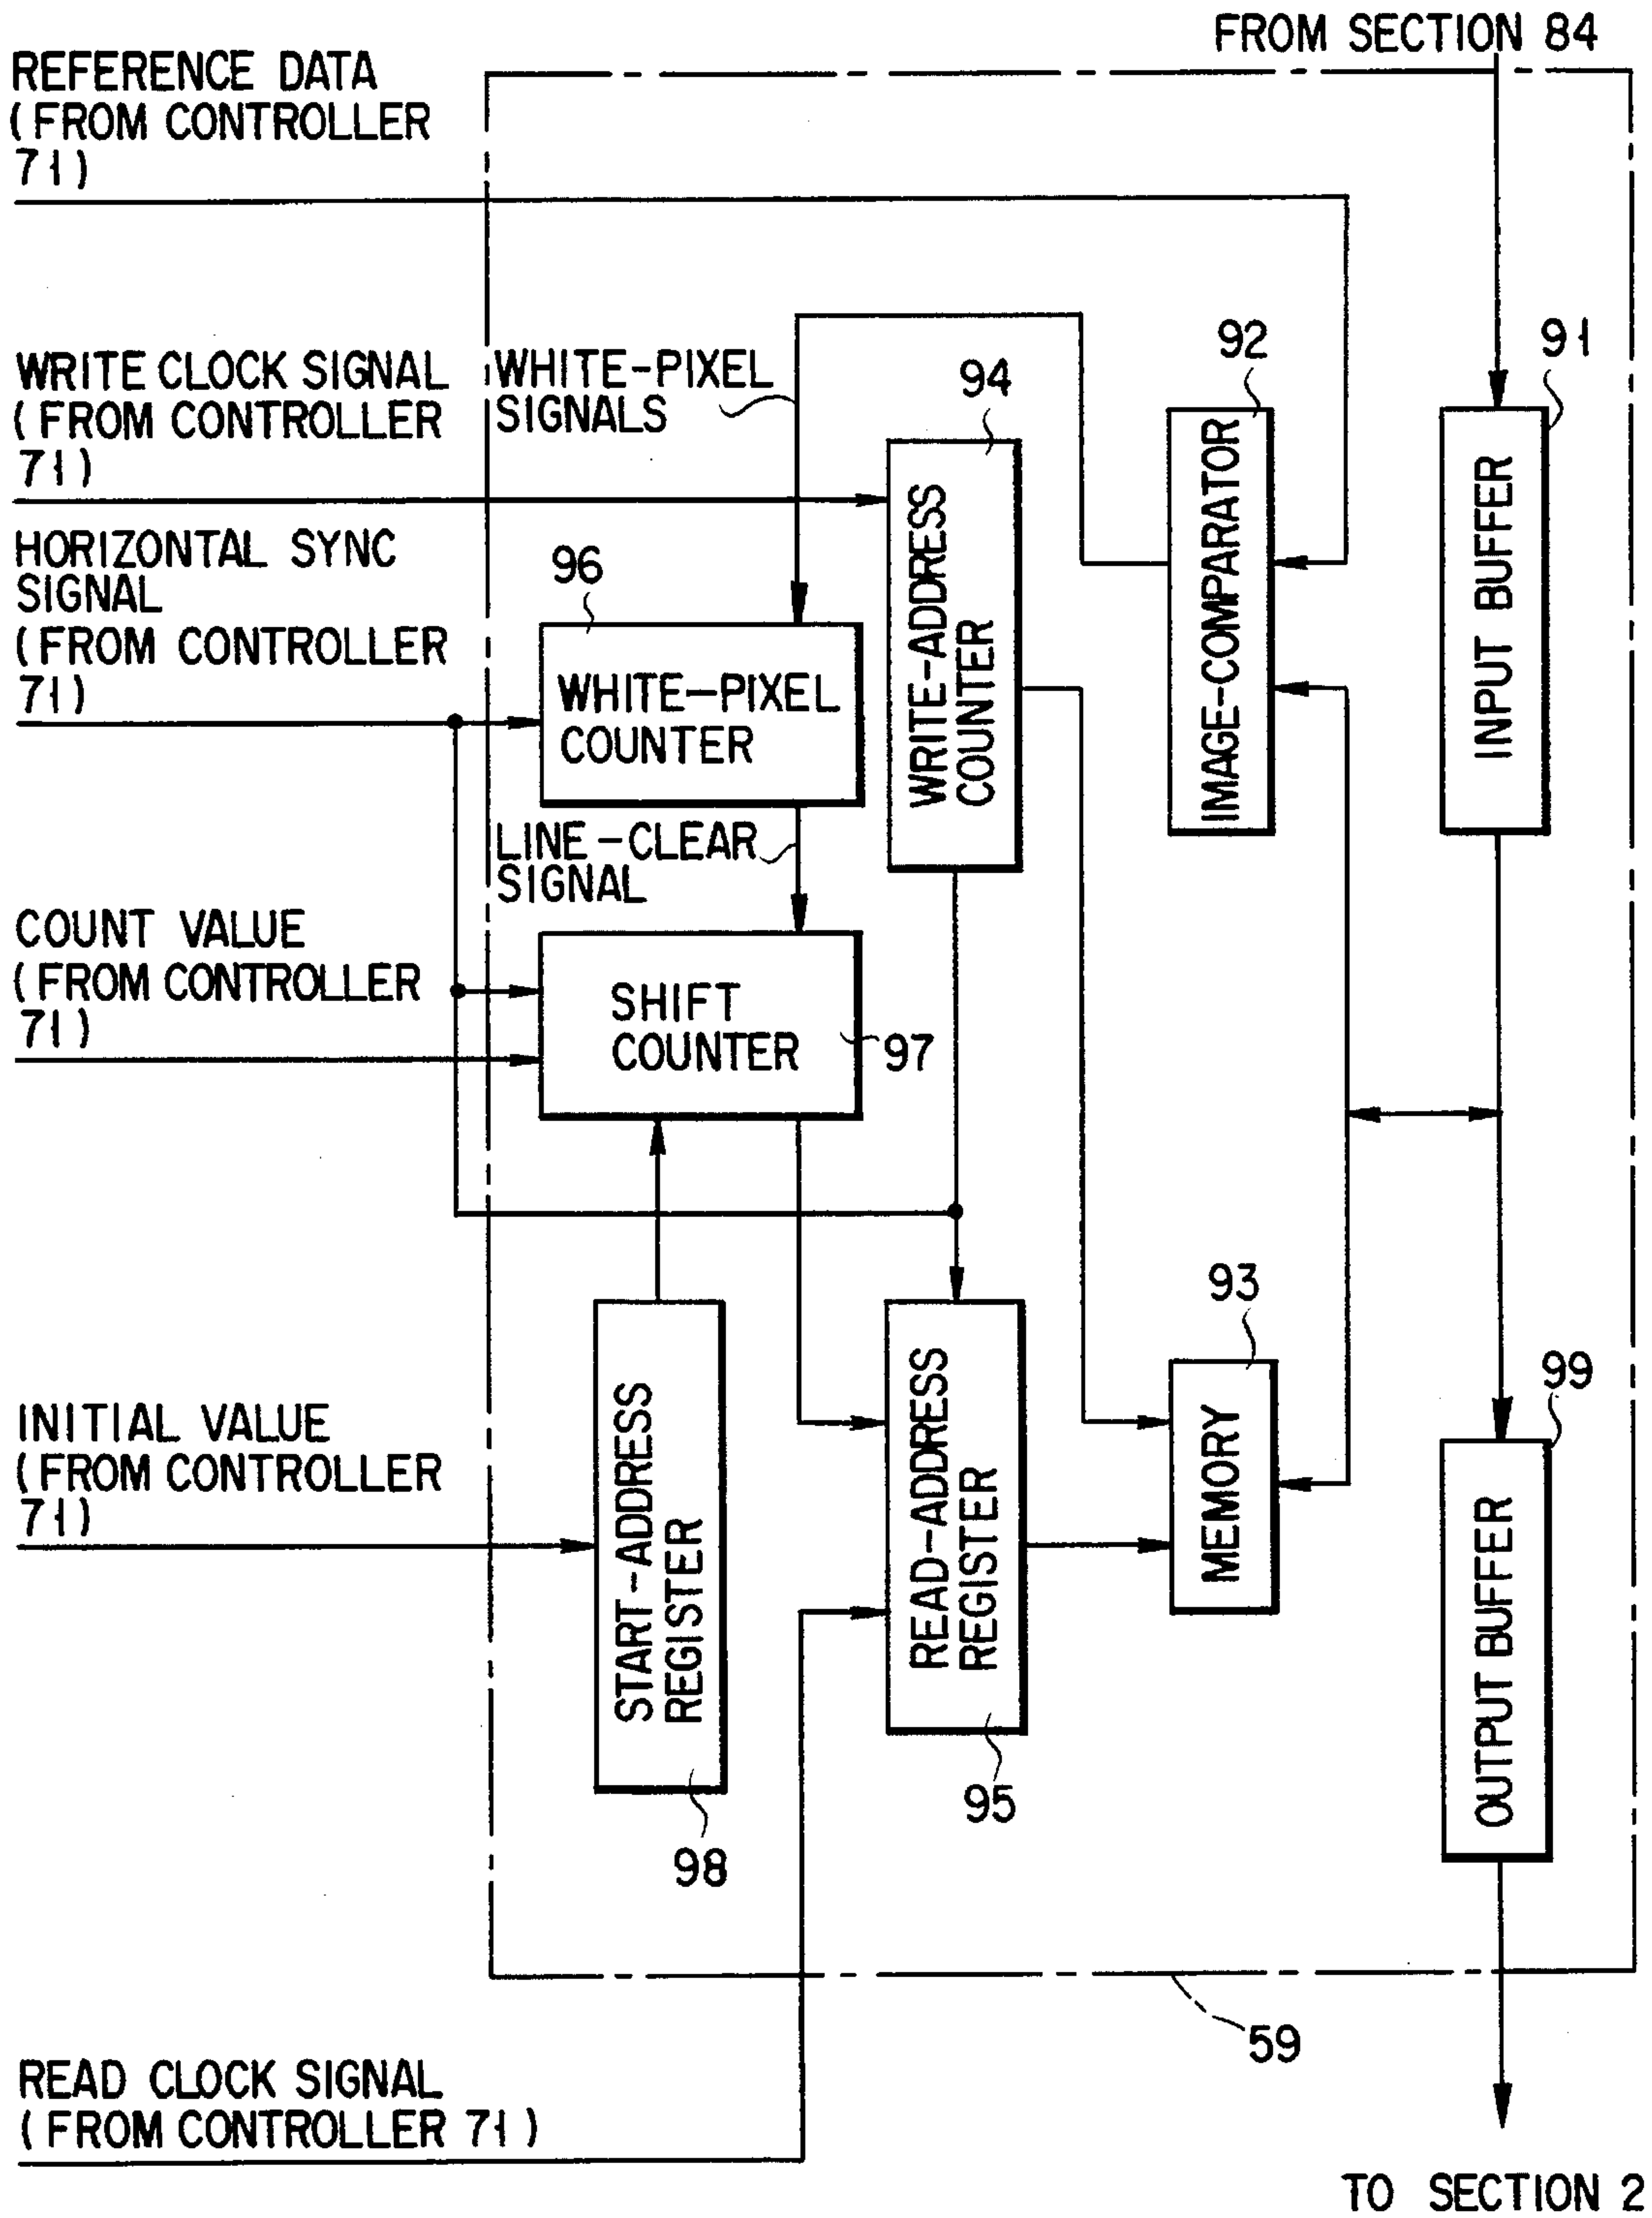 FROM SECTION 84
REFERENCE DATA
(FROM CONTROLLER
71)
WRITE CLOCK SIGNAL
(FROM CONTROLLER
71)
WHITE-PIXEL
SIGNALS
94
92
91
HORIZONTAL SYNC
SIGNAL
(FROM CONTROLLER
71)
96
WHITE-PIXEL
COUNTER
WRITE-ADDRESS
COUNTER
IMAGE-COMPARATOR
INPUT BUFFER
LINE-CLEAR
SIGNAL
COUNT VALUE
(FROM CONTROLLER
71)
SHIFT
COUNTER
97
93
99
INITIAL VALUE
(FROM CONTROLLER
71)
START-ADDRESS
REGISTER
READ-ADDRESS
REGISTER
MEMORY
OUTPUT BUFFER
95
98
59
READ CLOCK SIGNAL
(FROM CONTROLLER 71)
TO SECTION 2